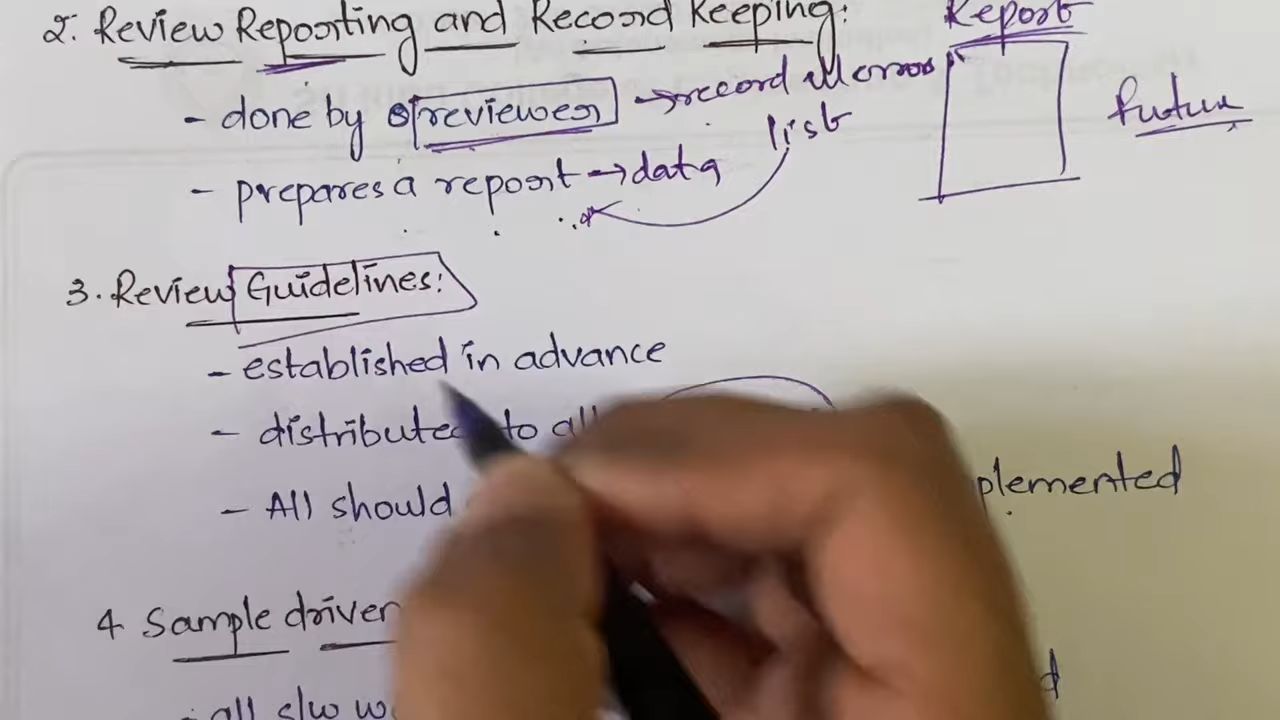 2. Review Reporting and Record Keeping:
Report
- done by reviewer → record all errors
list
Future
- prepares a report → data
3. Review Guidelines:
- established in advance
- distributed to all
- All should plemented
4. Sample driven
- all s/w w